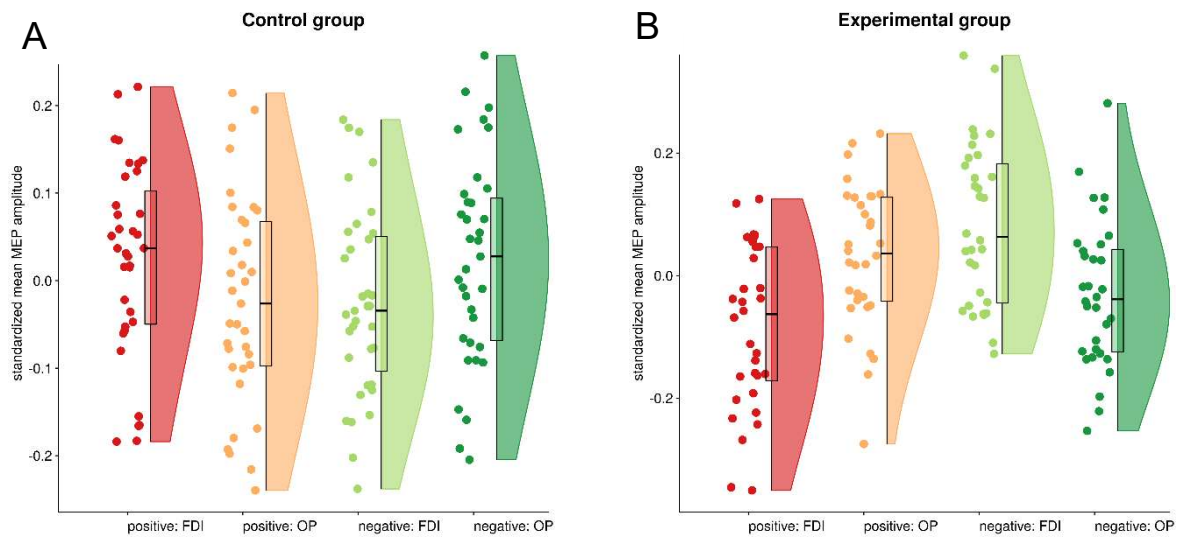 A
Control group
standardized mean MEP amplitude
0.2
0.1
0.0
-0.1
-0.2
positive: FDI
positive: OP
negative: FDI
negative: OP
B
Experimental group
standardized mean MEP amplitude
0.2
0.0
-0.2
positive: FDI
positive: OP
negative: FDI
negative: OP